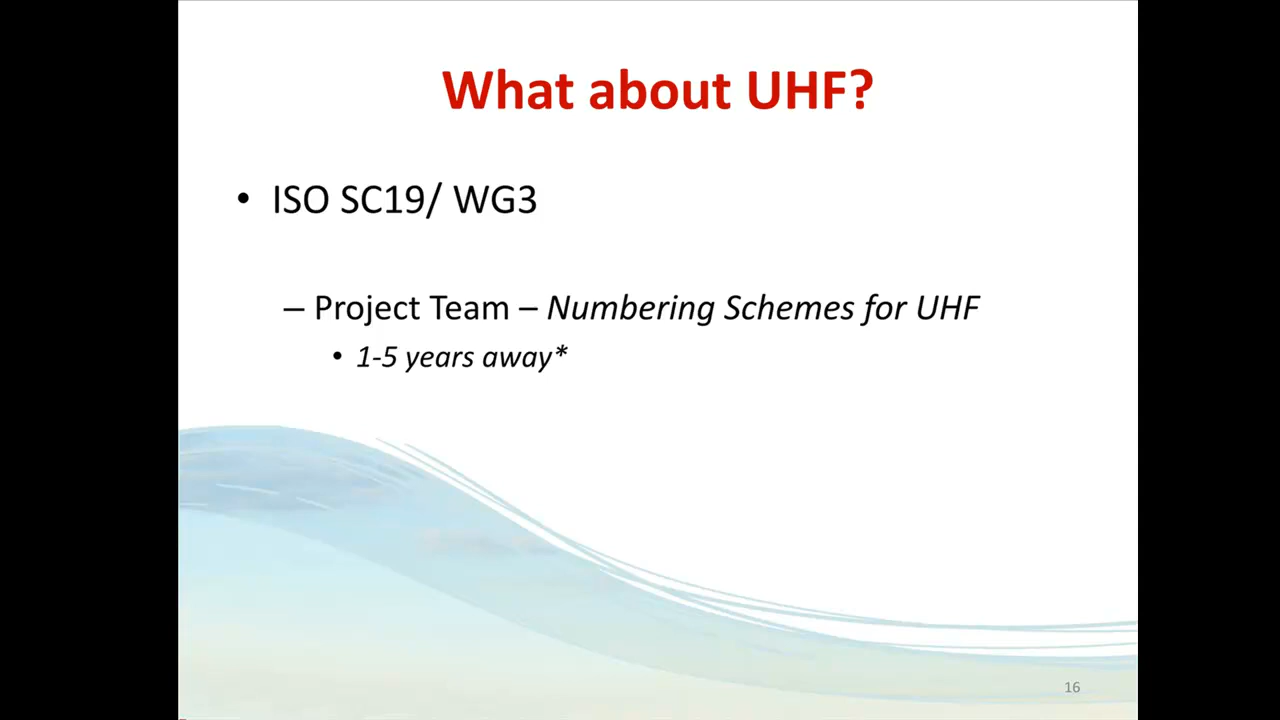 What about UHF?
• ISO SC19/ WG3
– Project Team – Numbering Schemes for UHF
• 1-5 years away*
16